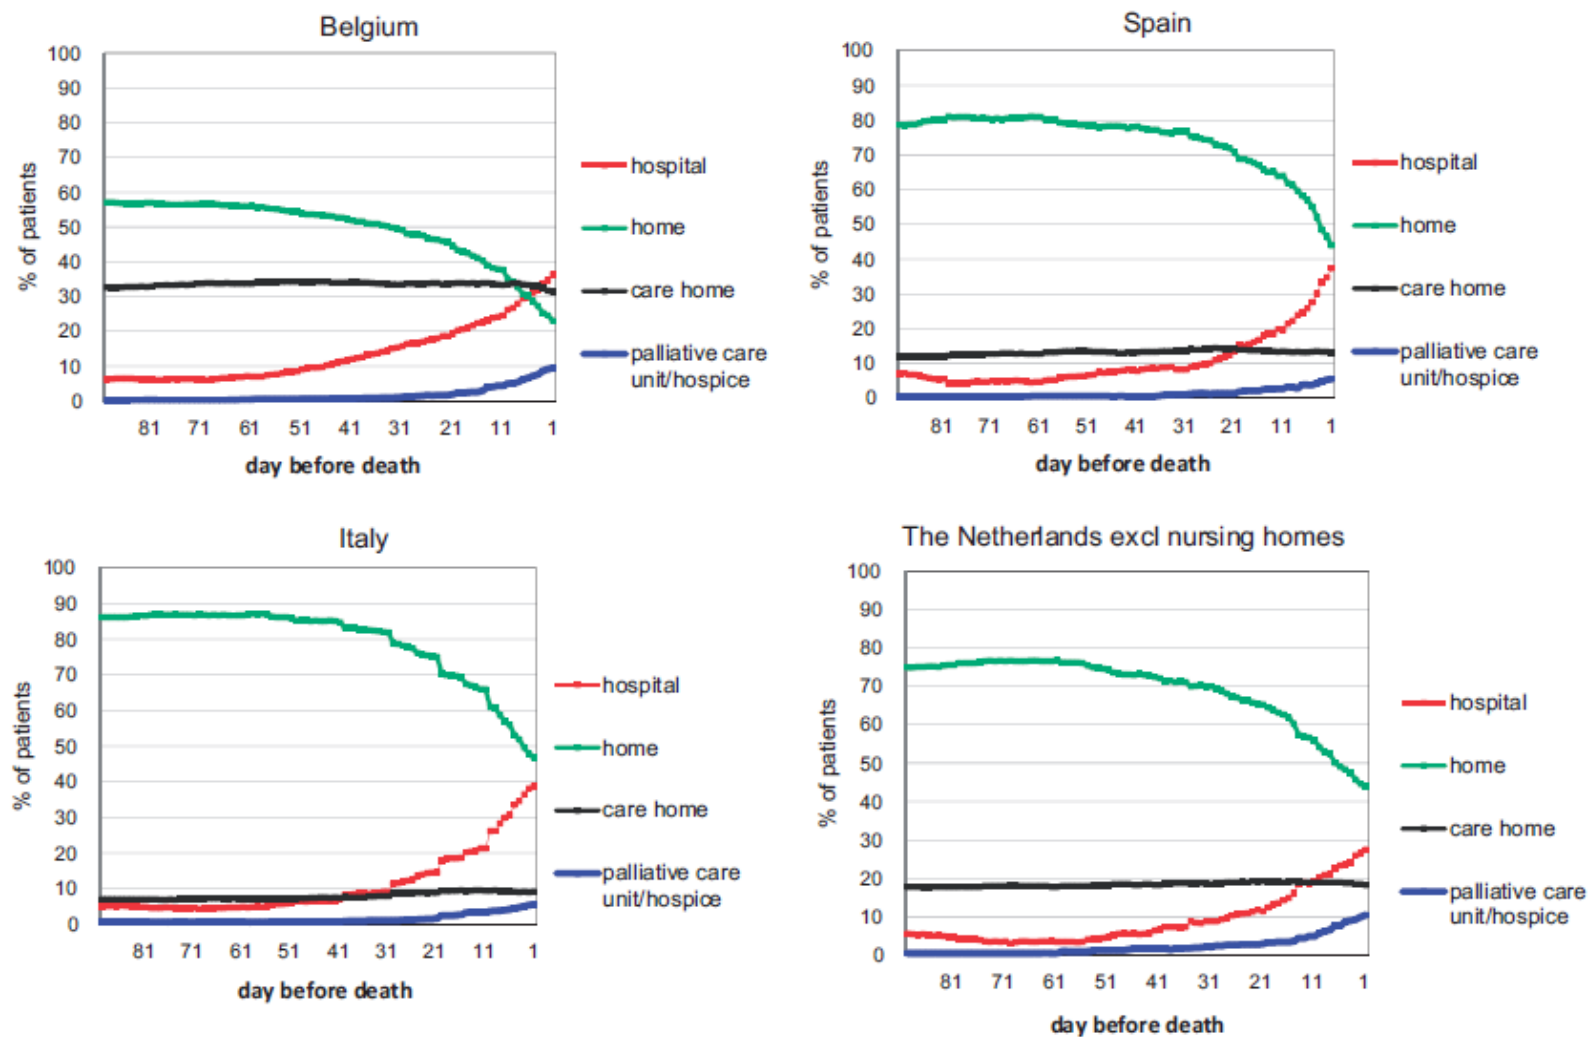 Belgium
100
90
80
70
60
50
40
30
20
10
0
% of patients
81 71 61 51 41 31 21 11 1
day before death
hospital
home
care home
palliative care
unit/hospice
Spain
100
90
80
70
60
50
40
30
20
10
0
% of patients
81 71 61 51 41 31 21 11 1
day before death
hospital
home
care home
palliative care
unit/hospice
Italy
100
90
80
70
60
50
40
30
20
10
0
% of patients
81 71 61 51 41 31 21 11 1
day before death
hospital
home
care home
palliative care
unit/hospice
The Netherlands excl nursing homes
100
90
80
70
60
50
40
30
20
10
0
% of patients
81 71 61 51 41 31 21 11 1
day before death
hospital
home
care home
palliative care
unit/hospice